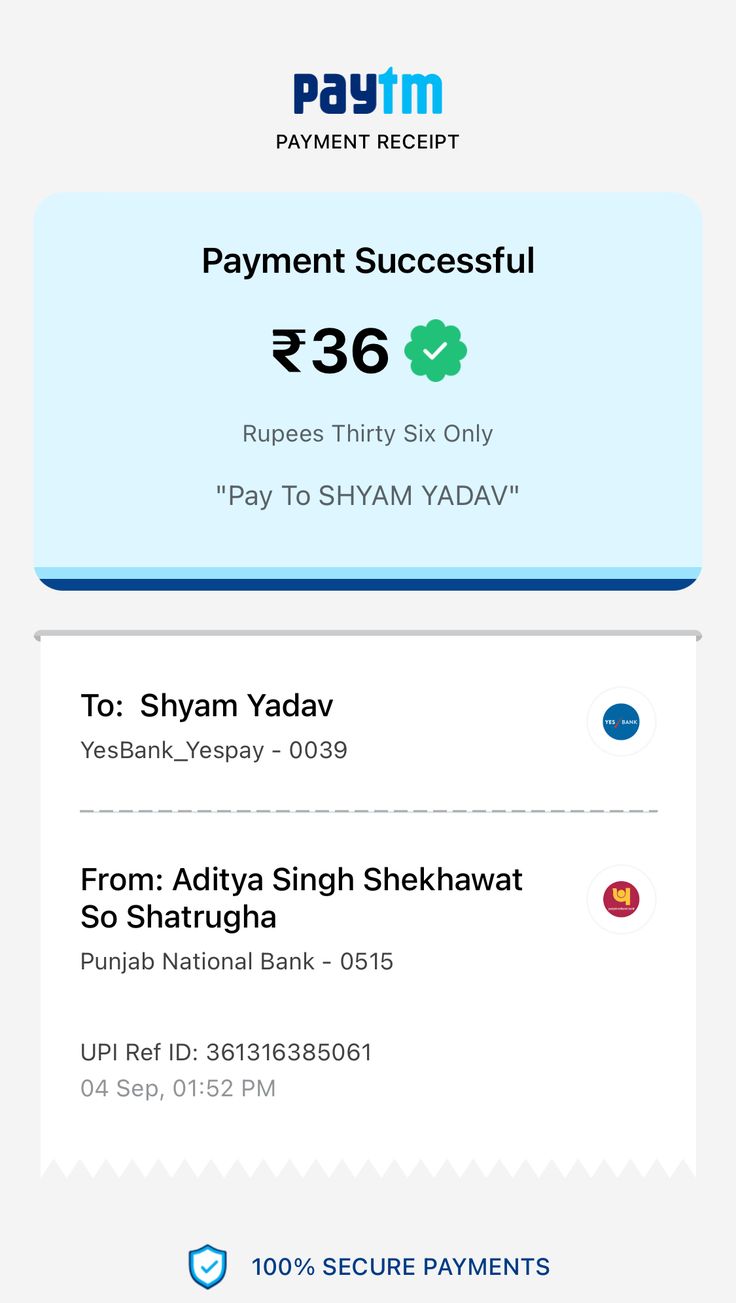 paytm
PAYMENT RECEIPT
Payment Successful
₹36
Rupees Thirty Six Only
"Pay To SHYAM YADAV"
To: Shyam Yadav
YesBank_Yespay - 0039
YES BANK
From: Aditya Singh Shekhawat
So Shatrugha
Punjab National Bank - 0515
UPI Ref ID: 361316385061
04 Sep, 01:52 PM
100% SECURE PAYMENTS